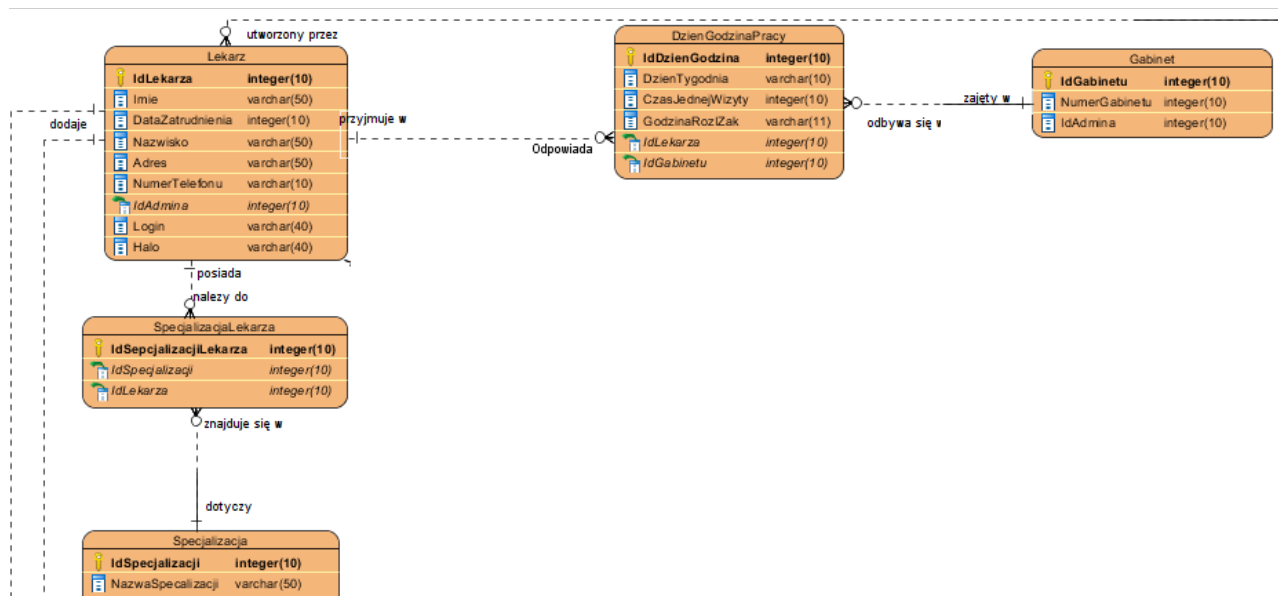 utworzony przez
Lekarz
IdLekarza integer(10)
Imie varchar(50)
DataZatrudnienia integer(10)
Nazwisko varchar(50)
Adres varchar(50)
NumerTelefonu varchar(10)
IdAdmina integer(10)
Login varchar(40)
Halo varchar(40)
dodaje
przyjmuje w
Odpowiada
DzienGodzinaPracy
IdDzienGodzina integer(10)
DzienTygodnia varchar(10)
CzasJednejWizyty integer(10)
GodzinaRozIZak varchar(11)
IdLekarza integer(10)
IdGabinetu integer(10)
zajęty w
odbywa się w
Gabinet
IdGabinetu integer(10)
NumerGabinetu integer(10)
IdAdmina integer(10)
posiada
nalezy do
SpecjalizacjaLekarza
IdSepcjalizacjiLekarza integer(10)
IdSpecjalizacji integer(10)
IdLekarza integer(10)
znajduje się w
dotyczy
Specjalizacja
IdSpecjalizacji integer(10)
NazwaSpecalizacji varchar(50)